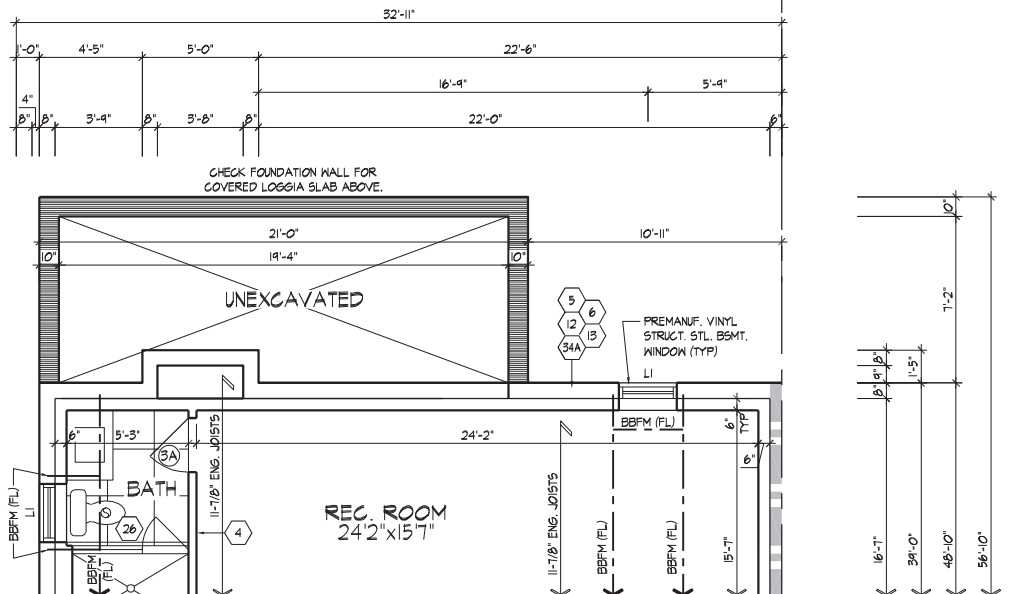 32'-11"
1'-0" 4'-5" 5'-0" 22'-6"
16'-9" 5'-9"
4"
8" 8" 3'-9" 8" 3'-8" 8" 22'-0" 6"
CHECK FOUNDATION WALL FOR
COVERED LOGGIA SLAB ABOVE.
10"
21'-0" 10'-11"
10" 19'-4" 10"
UNEXCAVATED
7'-2"
5
6
12
13
34A
PREMANUF. VINYL
STRUCT. STL. BSMT.
WINDOW (TYP)
L1
8"
9"
8"
1'-5"
BBFM (FL)
6"
TYP
6" 5'-3" 24'-2"
6"
3A
11-7/8" ENG. JOISTS
BATH
BBFM (FL)
L1
26
4
REC. ROOM
24'2"x15'7"
BBFM
(FL)
11-7/8" ENG. JOISTS
BBFM (FL)
BBFM (FL)
15'-7"
16'-7"
39'-0"
48'-10"
56'-10"